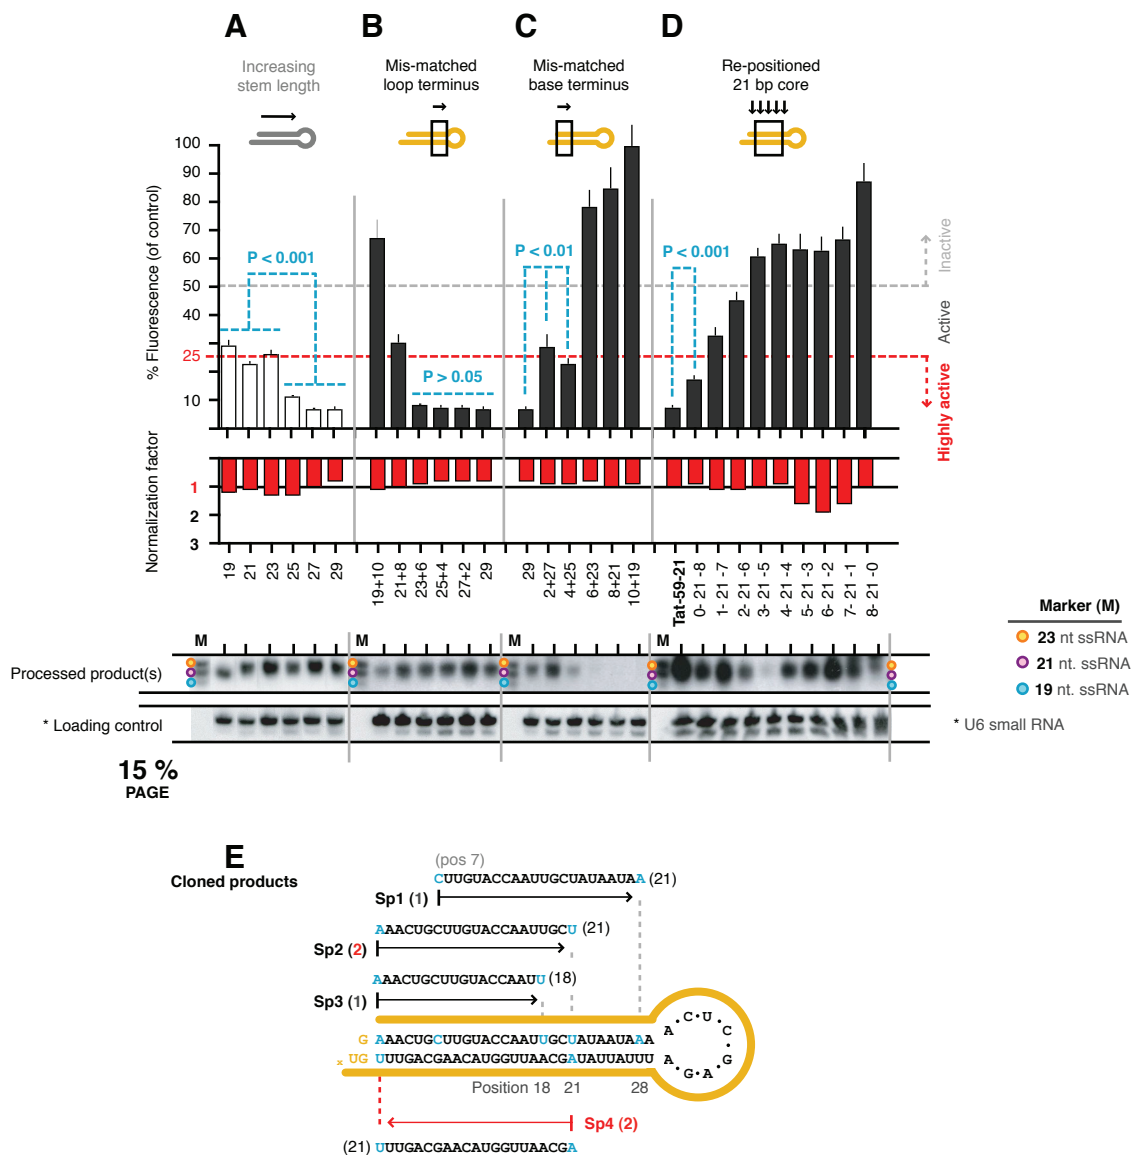 A
B
C
D
Increasing
stem length
Mis-matched
loop terminus
Mis-matched
base terminus
Re-positioned
21 bp core
% Fluorescence (of control)
100
90
80
70
60
50
40
25
10
P < 0.001
P > 0.05
P < 0.01
P < 0.001
Inactive
Active
Highly active
Normalization factor
1
2
3
19
21
23
25
27
29
19+10
21+8
23+6
25+4
27+2
29
29
2+27
4+25
6+23
8+21
10+19
Tat-59-21
0- 21 -8
1- 21 -7
2- 21 -6
3- 21 -5
4- 21 -4
5- 21 -3
6- 21 -2
7- 21 -1
8- 21 -0
Marker (M)
23 nt ssRNA
21 nt. ssRNA
19 nt. ssRNA
M
M
M
M
Processed product(s)
* Loading control
* U6 small RNA
15 %
PAGE
E
Cloned products
(pos 7)
CUUGUACCAAUUGCUAUAAUAA (21)
Sp1 (1)
AAACUGCUUGUACCAAUUGCU (21)
Sp2 (2)
AAACUGCUUGUACCAAUU (18)
Sp3 (1)
G AAACUGCUUGUACCAAUUGCUAUAAUAAA
* UG UUUGACGAACAUGGUUAACGAUAUUAUUU
A C U C G A G A
Position 18 21 28
Sp4 (2)
(21) UUUGACGAACAUGGUUAACGA